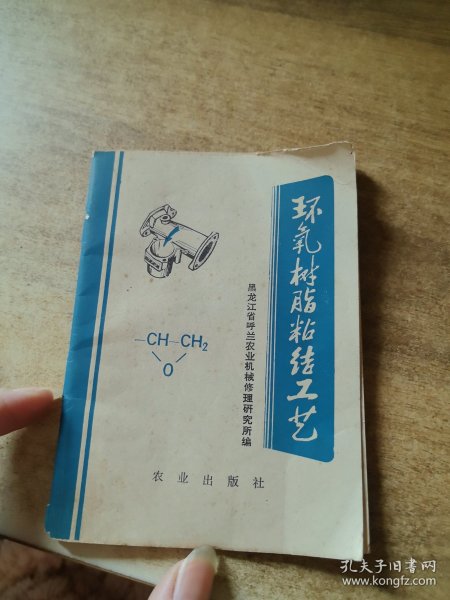 环氧树脂粘结工艺
黑龙江省呼兰农业机械修理研究所编
—CH—CH₂
O
农业出版社
孔夫子旧书网
www.kongfz.com